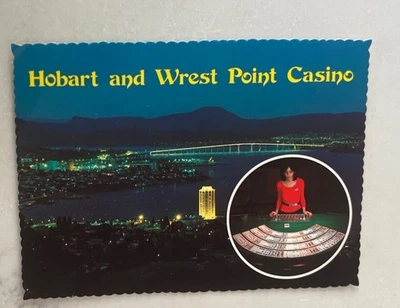 Hobart and Wrest Point Casino